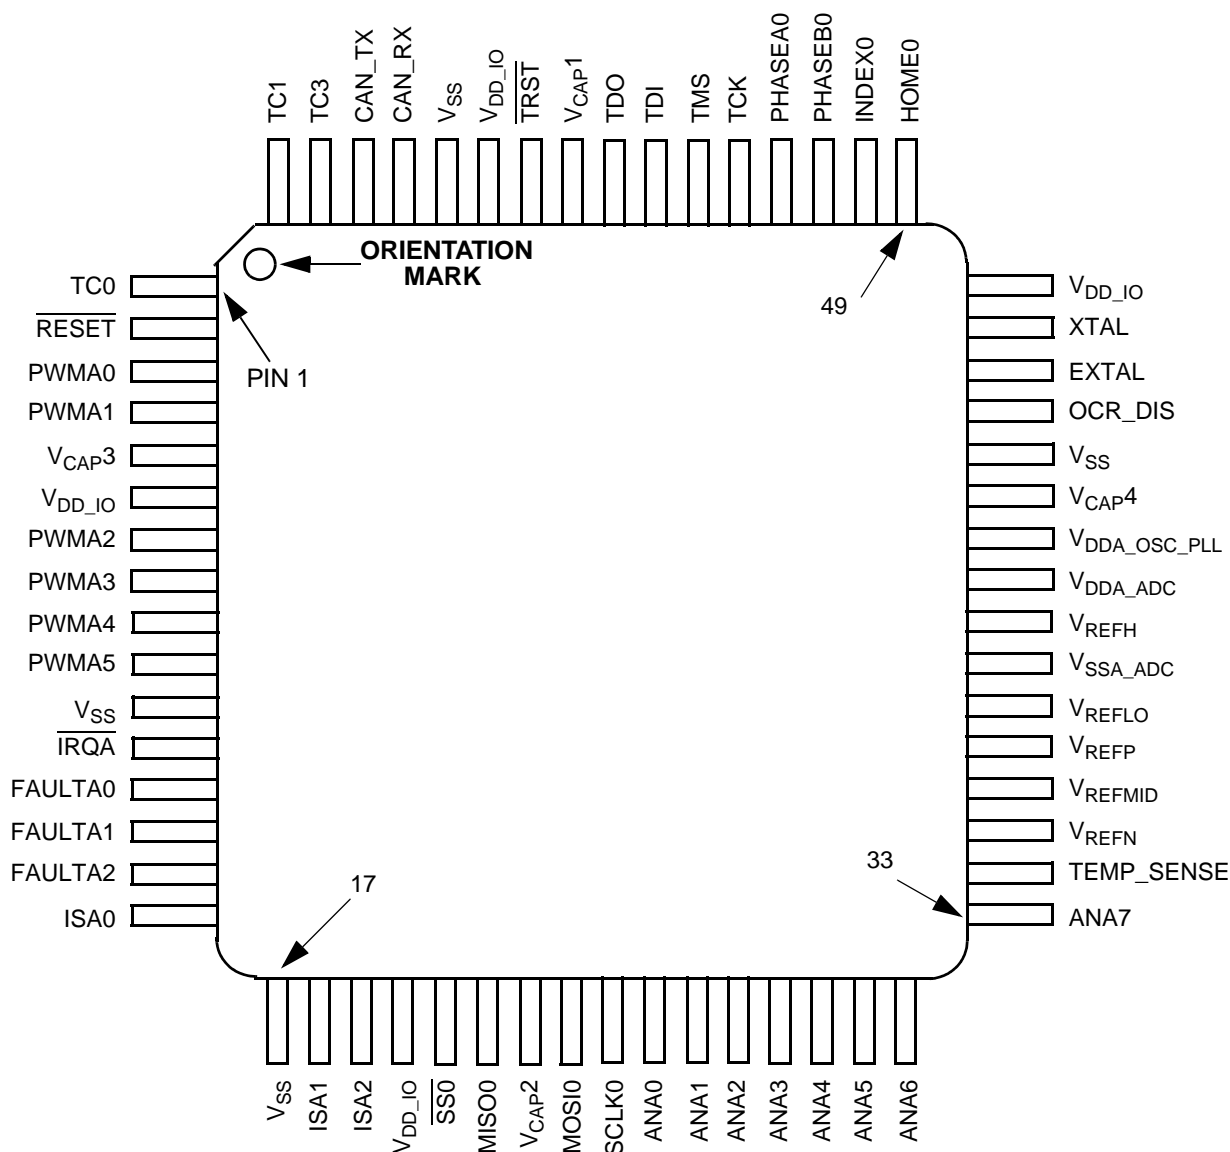 TC1
TC3
CAN_TX
CAN_RX
VSS
VDD_IO
TRST
VCAP1
TDO
TDI
TMS
TCK
PHASEA0
PHASEB0
INDEX0
HOME0
ORIENTATION
MARK
PIN 1
49
TC0
RESET
PWMA0
PWMA1
VCAP3
VDD_IO
PWMA2
PWMA3
PWMA4
PWMA5
VSS
IRQA
FAULTA0
FAULTA1
FAULTA2
ISA0
VDD_IO
XTAL
EXTAL
OCR_DIS
VSS
VCAP4
VDDA_OSC_PLL
VDDA_ADC
VREFH
VSSA_ADC
VREFLO
VREFP
VREFMID
VREFN
TEMP_SENSE
ANA7
17
33
VSS
ISA1
ISA2
VDD_IO
SS0
MISO0
VCAP2
MOSI0
SCLK0
ANA0
ANA1
ANA2
ANA3
ANA4
ANA5
ANA6